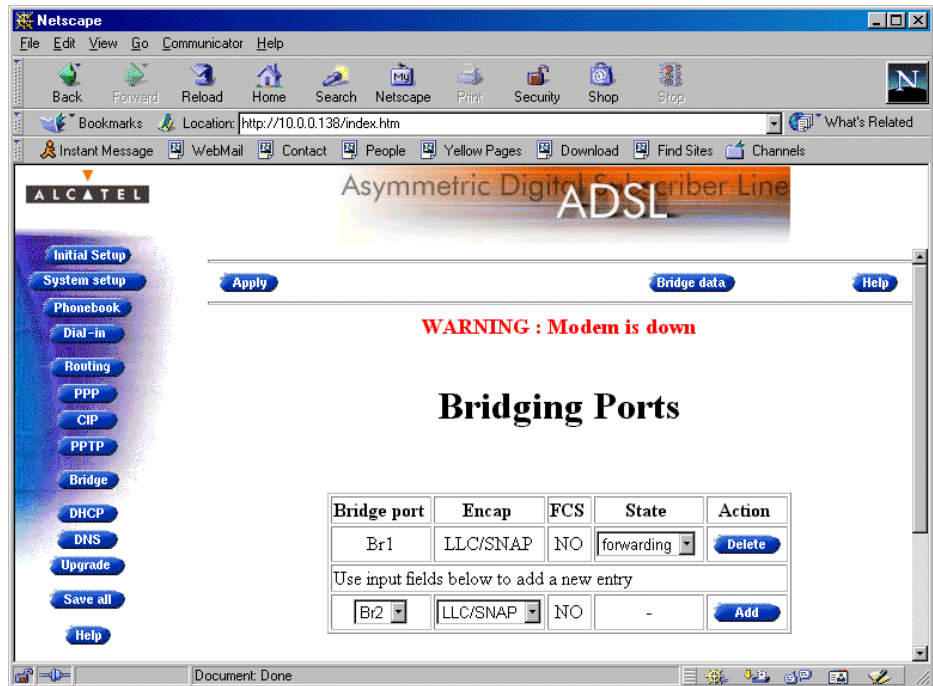 Netscape
File Edit View Go Communicator Help
Back Forward Reload Home Search Netscape Print Security Shop Stop
My
N
Bookmarks Location: http://10.0.0.138/index.htm What's Related
Instant Message WebMail Contact People Yellow Pages Download Find Sites Channels
ALCATEL
Asymmetric Digital Subscriber Line
ADSL
Initial Setup
System setup
Phonebook
Dial-in
Routing
PPP
CIP
PPTP
Bridge
DHCP
DNS
Upgrade
Save all
Help
Apply Bridge data Help
WARNING : Modem is down
Bridging Ports
Bridge port Encap FCS State Action
Br1 LLC/SNAP NO forwarding Delete
Use input fields below to add a new entry
Br2 LLC/SNAP NO - Add
Document: Done